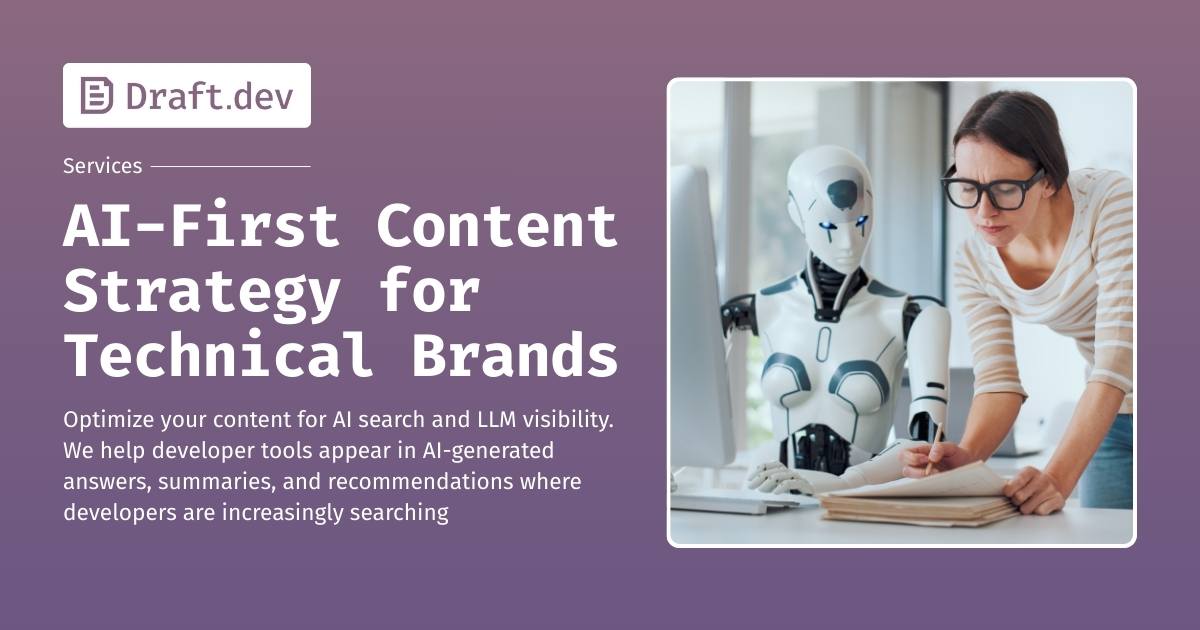 Draft.dev
Services
AI-First Content
Strategy for
Technical Brands
Optimize your content for AI search and LLM visibility.
We help developer tools appear in AI-generated
answers, summaries, and recommendations where
developers are increasingly searching